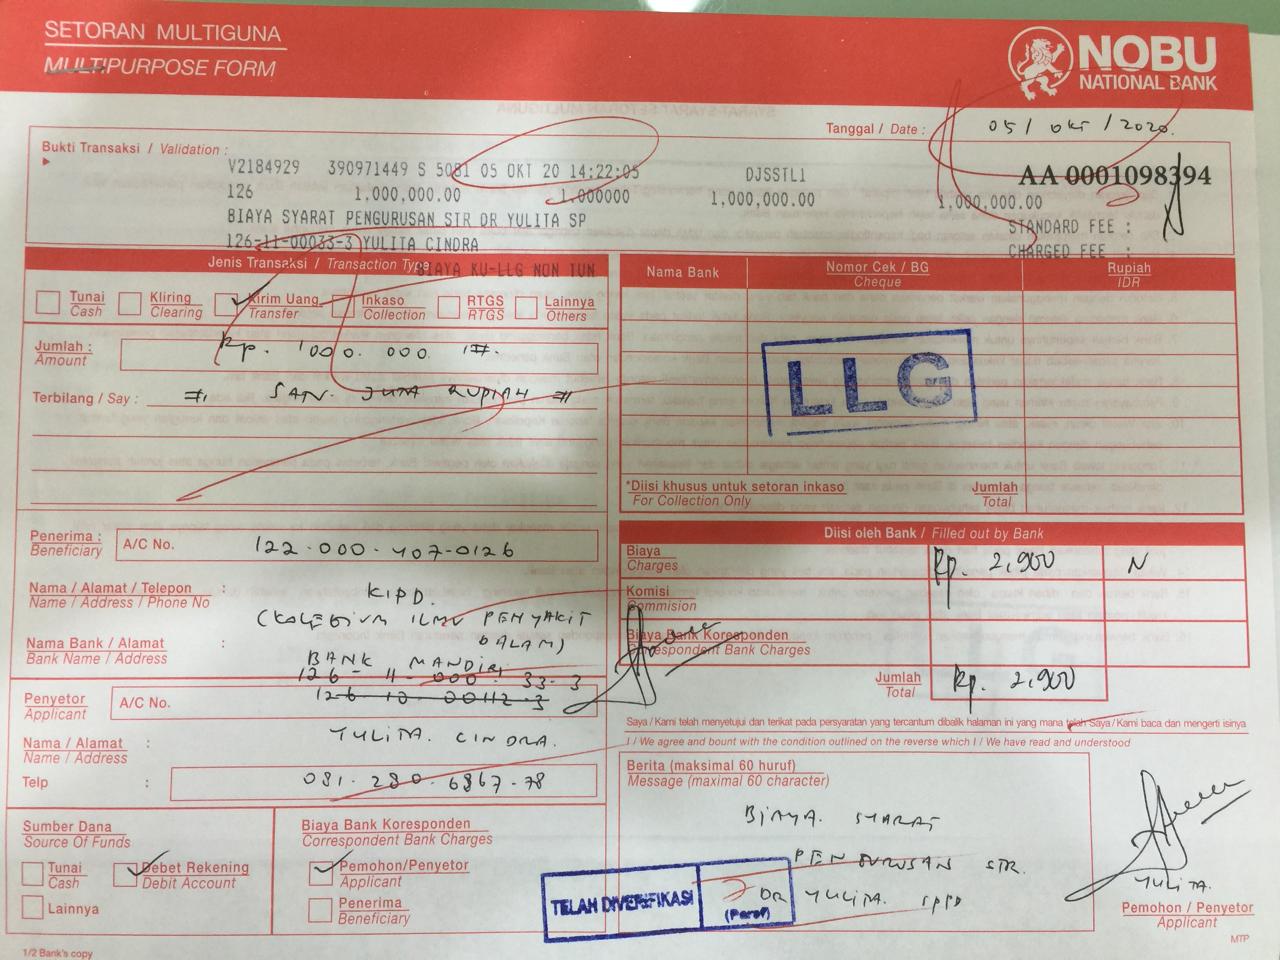 SETORAN MULTIGUNA
MULTIPURPOSE FORM
NOBU
NATIONAL BANK
Tanggal / Date : 05 / OKT / 2020.
Bukti Transaksi / Validation :
V2184929 390971449 S 5081 05 OKT 20 14:22:05 DJSSTL1
AA 0001098394
126 1,000,000.00 1.000000 1,000,000.00 1,000,000.00
BIAYA SYARAT PENGURUSAN STR DR YULITA SP
STANDARD FEE :
126-11-00033-3 YULITA CINDRA
CHARGED FEE :
BIAYA KU-LLG NON TUN
Jenis Transaksi / Transaction Type
Tunai Cash
Kliring Clearing
Kirim Uang Transfer
Inkaso Collection
RTGS RTGS
Lainnya Others
Jumlah : Amount
Rp. 1000. 000.
Terbilang / Say : # SATU JUTA RUPIAH #
Nama Bank
Nomor Cek / BG
Cheque
Rupiah
IDR
LLG
*Diisi khusus untuk setoran inkaso
For Collection Only
Jumlah
Total
Penerima :
Beneficiary
A/C No. 122-000-407-0126
Nama / Alamat / Telepon :
Name / Address / Phone No
KIPD.
(KOLEGIUM ILMU PENYAKIT
DALAM)
Nama Bank / Alamat :
Bank Name / Address
BANK MANDIRI
126 - 11 - 000. 33- 3
Penyetor
Applicant
A/C No. 126 10 00112-3
Nama / Alamat :
Name / Address
YULITA. CINDRA.
Telp : 081-280-6867-78
Diisi oleh Bank / Filled out by Bank
Biaya
Charges
Rp. 2,900 N
Komisi
Commision
Biaya Bank Koresponden
Correspondent Bank Charges
Jumlah
Total
Rp. 2,900
Saya / Kami telah menyetujui dan terikat pada persyaratan yang tercantum dibalik halaman ini yang mana telah Saya / Kami baca dan mengerti isinya
I / We agree and bount with the condition outlined on the reverse which I / We have read and understood
Sumber Dana
Source Of Funds
Tunai
Cash
Debet Rekening
Debit Account
Lainnya
Biaya Bank Koresponden
Correspondent Bank Charges
Pemohon/Penyetor
Applicant
Penerima
Beneficiary
Berita (maksimal 60 huruf)
Message (maximal 60 character)
BIAYA. SYARAT
PENGURUSAN STR.
DR YULITA. SPPD
TELAH DIVERIFIKASI
(Paraf)
YULITA.
Pemohon / Penyetor
Applicant
1/2 Bank's copy
MTP